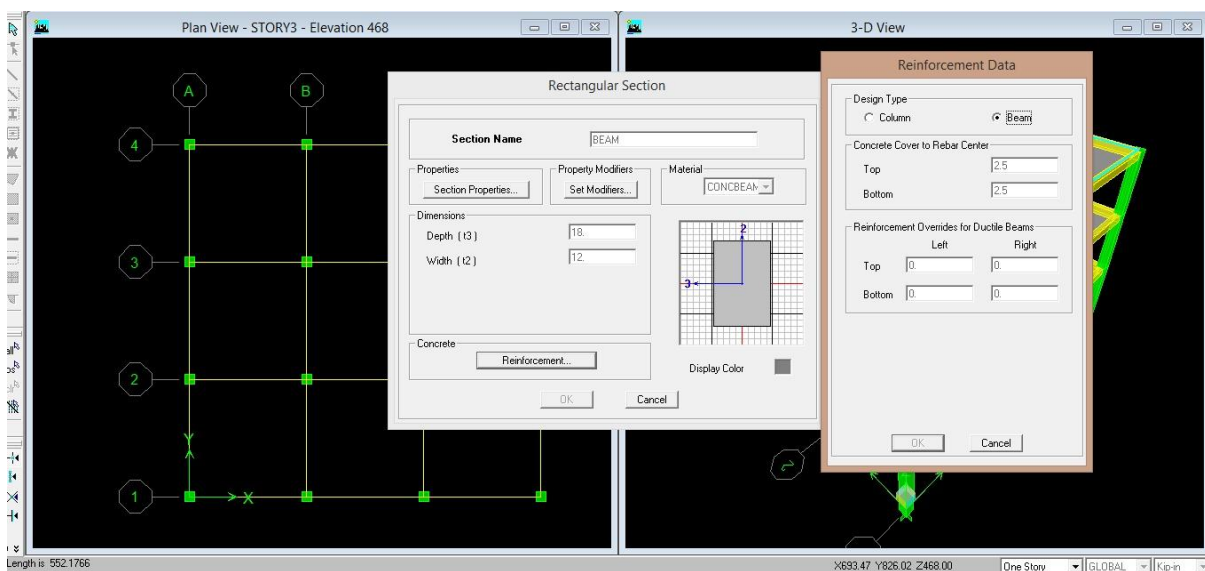 Plan View - STORY3 - Elevation 468
3-D View
A
B
4
3
2
1
Y
X
Rectangular Section
Section Name
BEAM
Properties
Section Properties...
Property Modifiers
Set Modifiers...
Material
CONCBEAM
Dimensions
Depth ( t3 )
18.
Width ( t2 )
12.
2
3
Concrete
Reinforcement...
Display Color
OK
Cancel
Reinforcement Data
Design Type
Column
Beam
Concrete Cover to Rebar Center
Top
2.5
Bottom
2.5
Reinforcement Overrides for Ductile Beams
Left
Right
Top
0.
0.
Bottom
0.
0.
OK
Cancel
2
Length is 552.1766
X693.47 Y826.02 Z468.00
One Story
GLOBAL
Kip-in